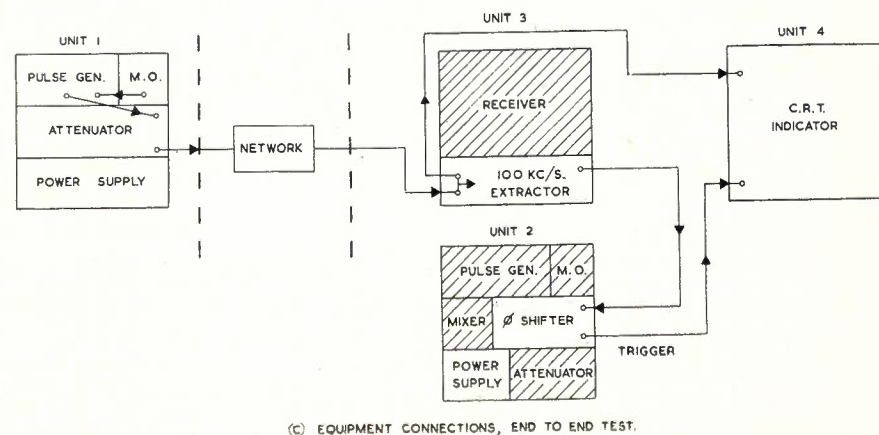 UNIT 1
PULSE GEN.
M.O.
ATTENUATOR
POWER SUPPLY
NETWORK
UNIT 3
RECEIVER
100 KC/S.
EXTRACTOR
UNIT 2
PULSE GEN.
M.O.
MIXER
Ø SHIFTER
POWER
SUPPLY
ATTENUATOR
TRIGGER
UNIT 4
C.R.T.
INDICATOR
(C) EQUIPMENT CONNECTIONS, END TO END TEST.